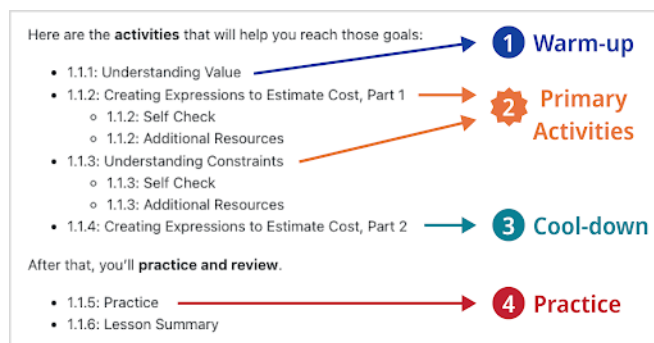 Here are the activities that will help you reach those goals:
1 Warm-up
• 1.1.1: Understanding Value
• 1.1.2: Creating Expressions to Estimate Cost, Part 1
2 Primary
Activities
○ 1.1.2: Self Check
○ 1.1.2: Additional Resources
• 1.1.3: Understanding Constraints
○ 1.1.3: Self Check
○ 1.1.3: Additional Resources
• 1.1.4: Creating Expressions to Estimate Cost, Part 2
3 Cool-down
After that, you'll practice and review.
• 1.1.5: Practice
4 Practice
• 1.1.6: Lesson Summary